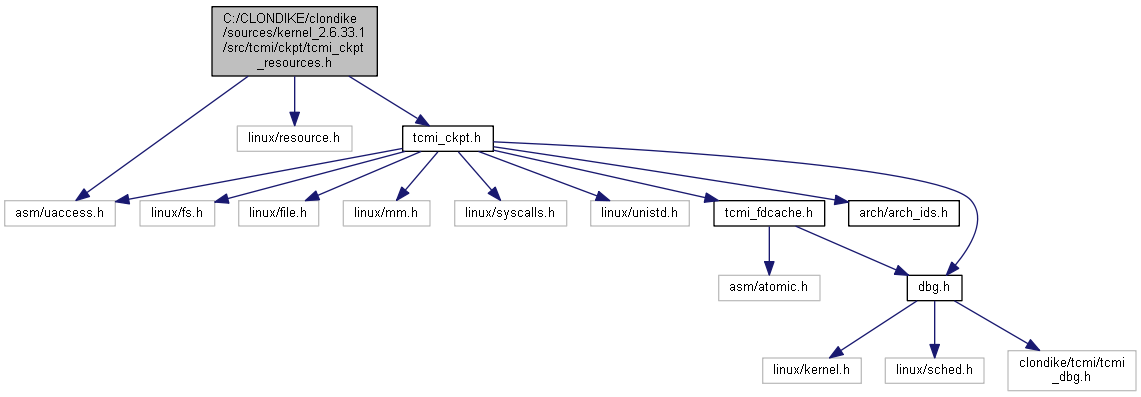 C:/CLONDIKE/clondike
/sources/kernel_2.6.33.1
/src/tcmi/ckpt/tcmi_ckpt
_resources.h
linux/resource.h
tcmi_ckpt.h
asm/uaccess.h
linux/fs.h
linux/file.h
linux/mm.h
linux/syscalls.h
linux/unistd.h
tcmi_fdcache.h
arch/arch_ids.h
asm/atomic.h
dbg.h
linux/kernel.h
linux/sched.h
clondike/tcmi/tcmi
_dbg.h